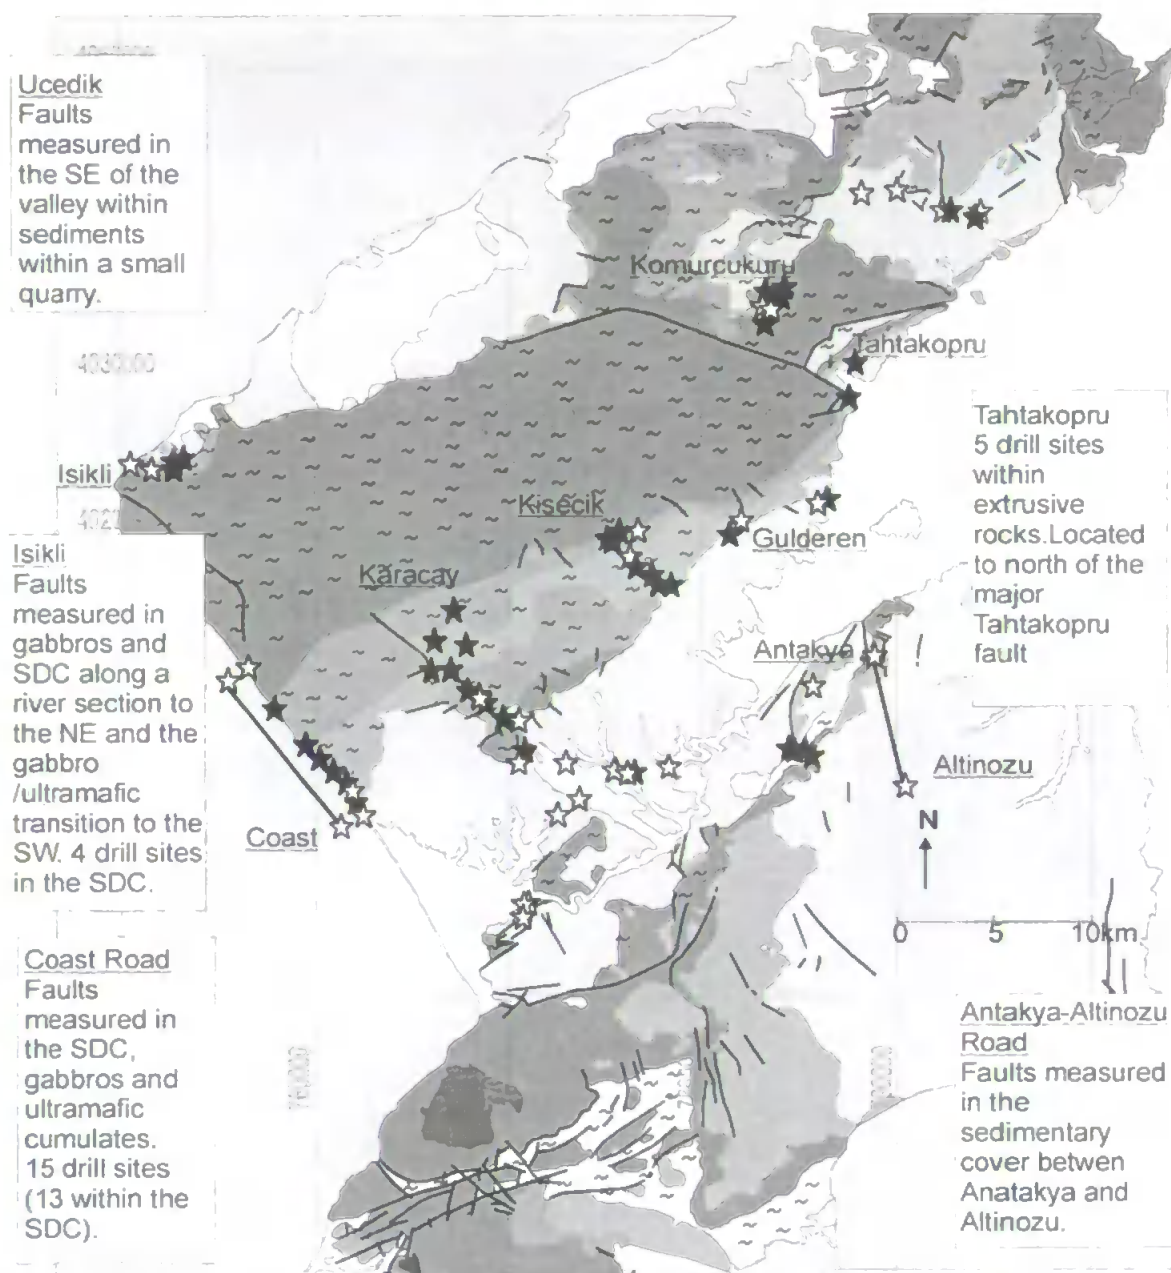 Ucedik
Faults
measured in
the SE of the
valley within
sediments
within a small
quarry.
Komurcukuru
Tahtakopru
Isikli
Kisecik
Gulderen
Karacay
Tahtakopru
5 drill sites
within
extrusive
rocks.Located
to north of the
major
Tahtakopru
fault
Isikli
Faults
measured in
gabbros and
SDC along a
river section to
the NE and the
gabbro
/ultramafic
transition to the
SW. 4 drill sites
in the SDC.
Antakya
Altinozu
Coast
N
0 5 10km
Coast Road
Faults
measured in
the SDC,
gabbros and
ultramafic
cumulates.
15 drill sites
(13 within the
SDC).
Antakya-Altinozu
Road
Faults measured
in the
sedimentary
cover betwen
Anatakya and
Altinozu.